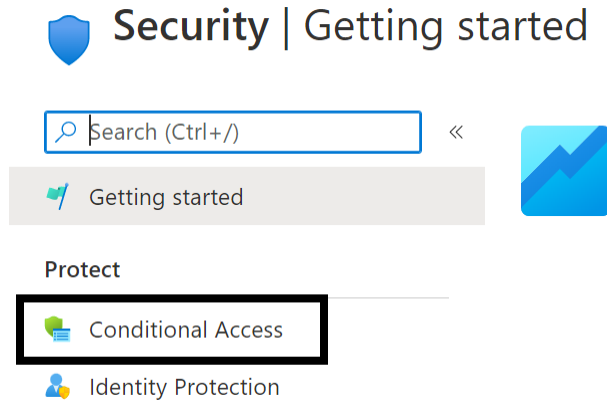 Security | Getting started
Search (Ctrl+/)
Getting started
Protect
Conditional Access
Identity Protection